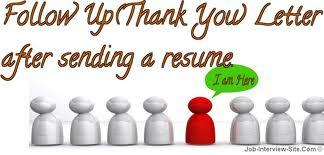 Follow Up(Thank You) Letter
after sending a resume.
I am Here
Job-Interview-Site.Com©